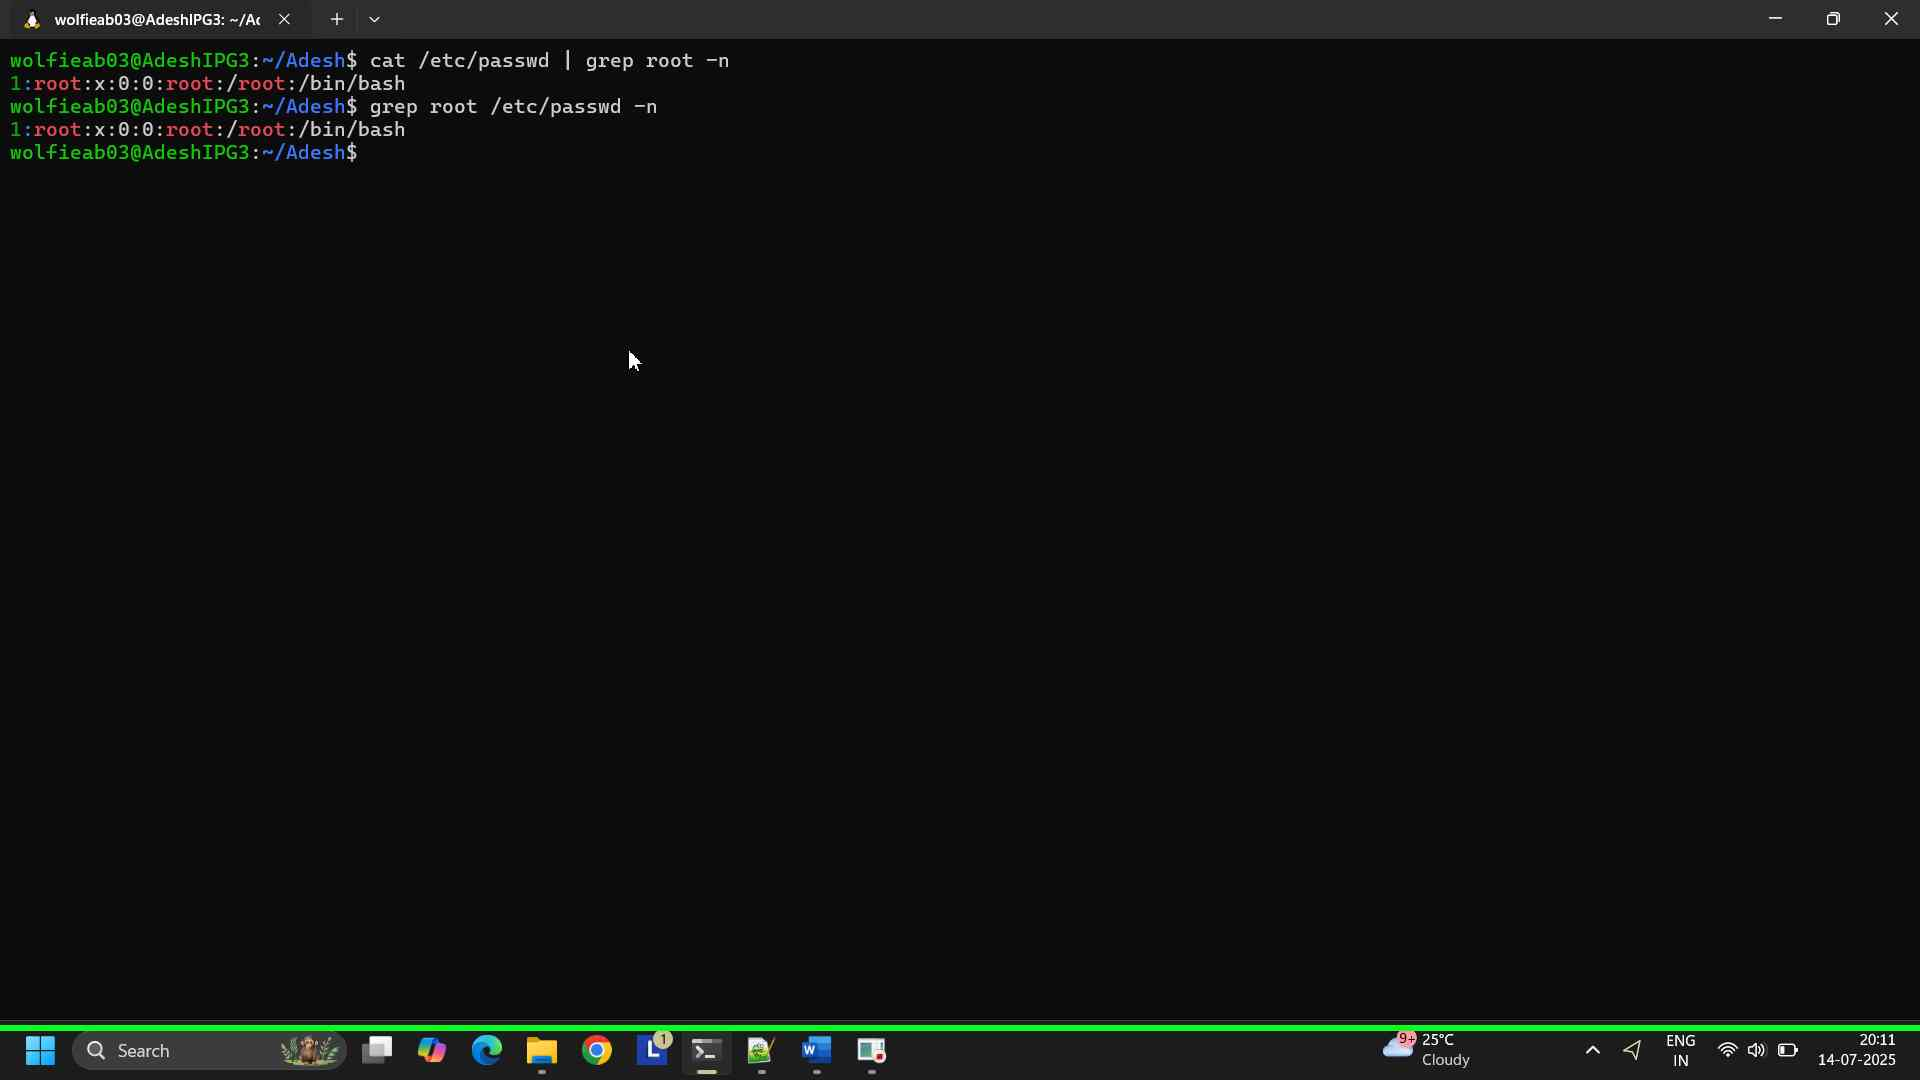 wolfieab03@AdeshIPG3: ~/Ad
wolfieab03@AdeshIPG3:~/Adesh$ cat /etc/passwd | grep root -n
1:root:x:0:0:root:/root:/bin/bash
wolfieab03@AdeshIPG3:~/Adesh$ grep root /etc/passwd -n
1:root:x:0:0:root:/root:/bin/bash
wolfieab03@AdeshIPG3:~/Adesh$
Search
L
1
W
9+
25°C
Cloudy
ENG
IN
20:11
14-07-2025